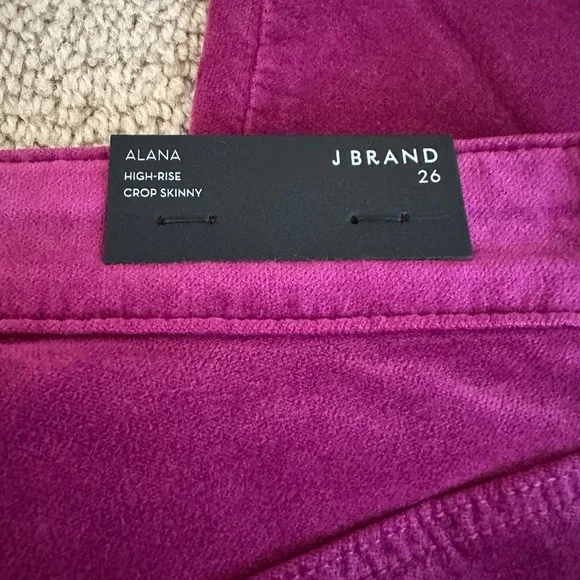 ALANA
HIGH-RISE
CROP SKINNY
J BRAND
26